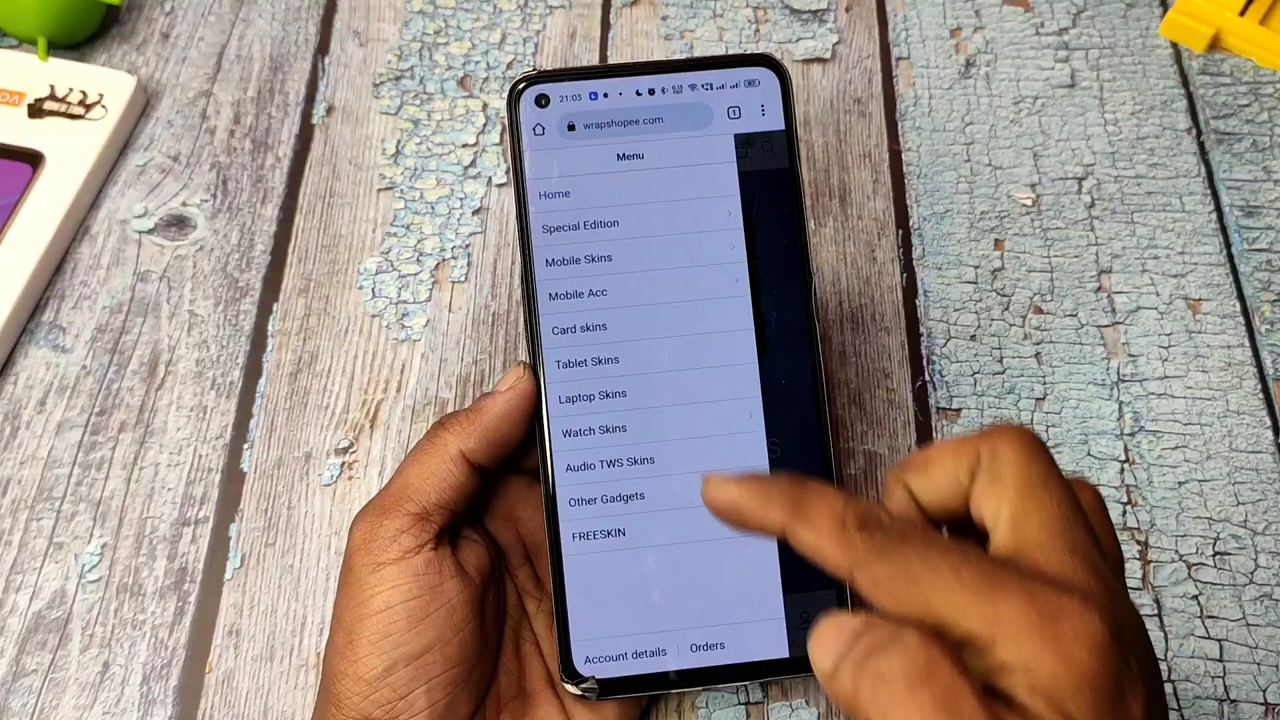 21:03
wrapshopee.com
1
Menu
Home
Special Edition
Mobile Skins
Mobile Acc
Card skins
Tablet Skins
Laptop Skins
Watch Skins
Audio TWS Skins
Other Gadgets
FREESKIN
Account details
Orders